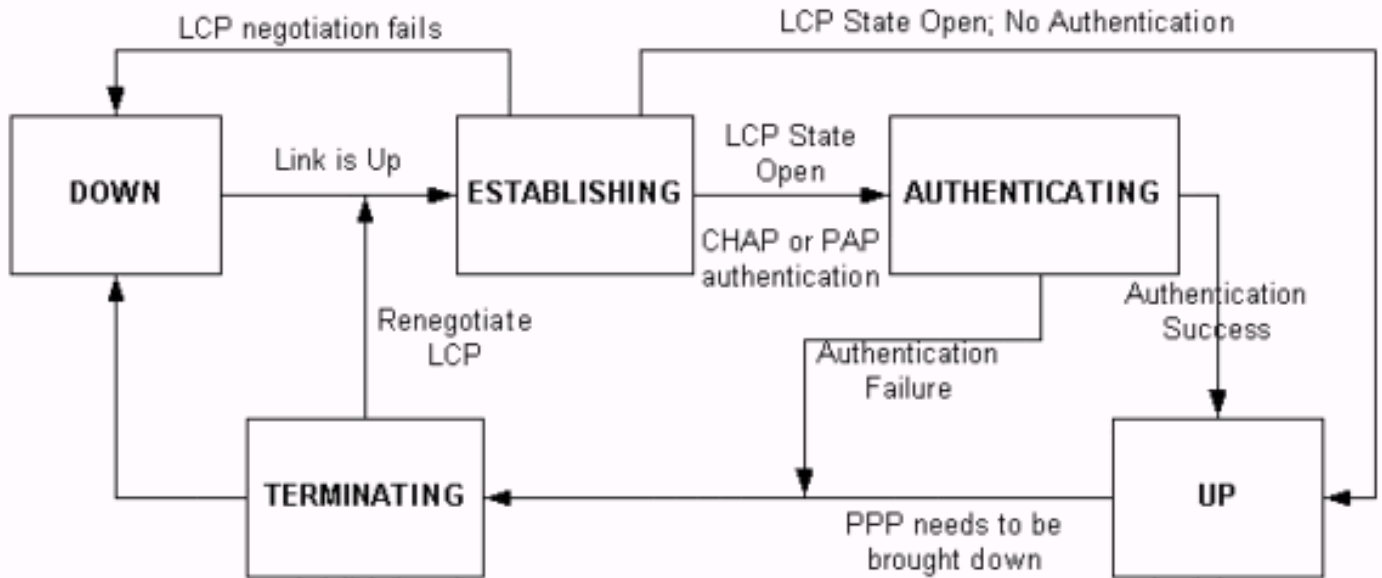 LCP negotiation fails
LCP State Open; No Authentication
DOWN
Link is Up
ESTABLISHING
LCP State
Open
CHAP or PAP
authentication
AUTHENTICATING
Authentication
Success
Authentication
Failure
Renegotiate
LCP
TERMINATING
PPP needs to be
brought down
UP